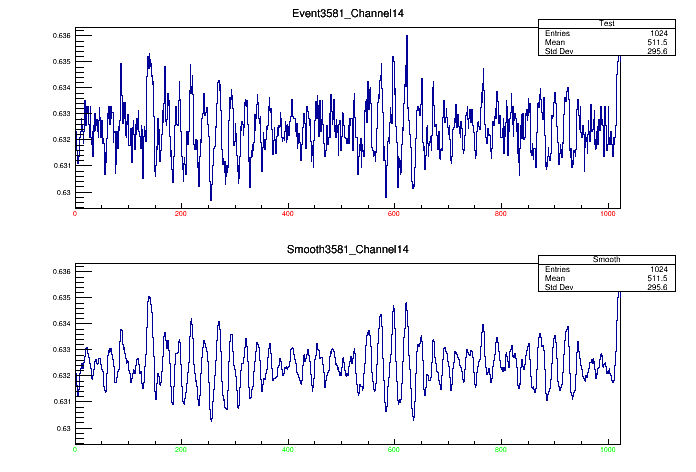 Event3581_Channel14
Test
Entries 1024
Mean 511.5
Std Dev 295.6
0.636
0.635
0.634
0.633
0.632
0.631
0.63
0 200 400 600 800 1000
Smooth3581_Channel14
Smooth
Entries 1024
Mean 511.5
Std Dev 295.6
0.636
0.635
0.634
0.633
0.632
0.631
0.63
0 200 400 600 800 1000